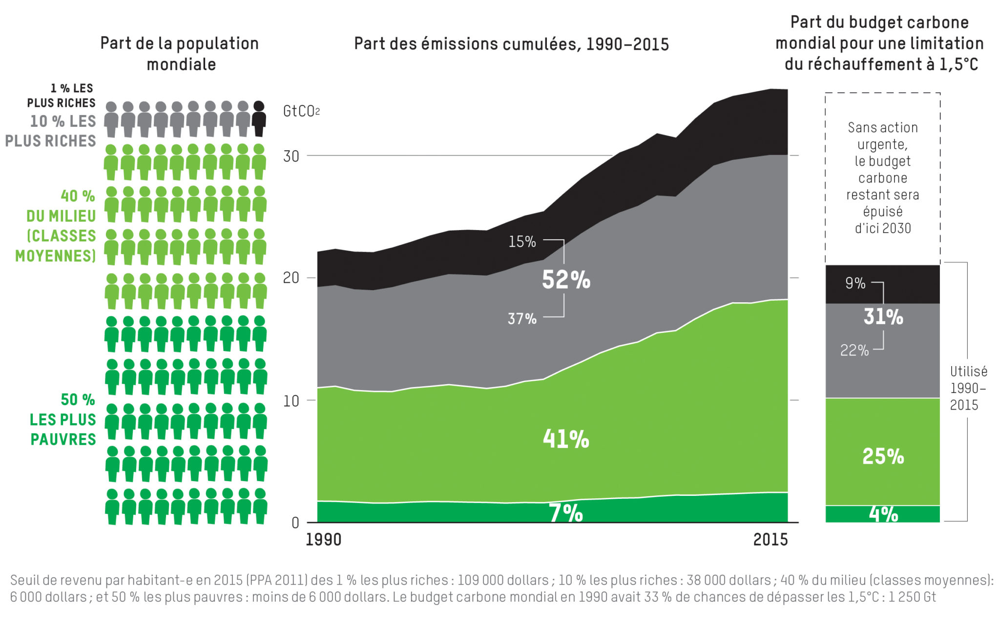 Part de la population
mondiale
1 % LES
PLUS RICHES
10 % LES
PLUS RICHES
40 %
DU MILIEU
(CLASSES
MOYENNES)
50 %
LES PLUS
PAUVRES
Part des émissions cumulées, 1990–2015
GtCO2
30
20
10
0
15%
52%
37%
41%
7%
1990
2015
Part du budget carbone
mondial pour une limitation
du réchauffement à 1,5°C
Sans action
urgente,
le budget
carbone
restant sera
épuisé
d'ici 2030
9%
31%
22%
25%
4%
Utilisé
1990–
2015
Seuil de revenu par habitant-e en 2015 (PPA 2011) des 1 % les plus riches : 109 000 dollars ; 10 % les plus riches : 38 000 dollars ; 40 % du milieu (classes moyennes):
6 000 dollars ; et 50 % les plus pauvres : moins de 6 000 dollars. Le budget carbone mondial en 1990 avait 33 % de chances de dépasser les 1,5°C : 1 250 Gt